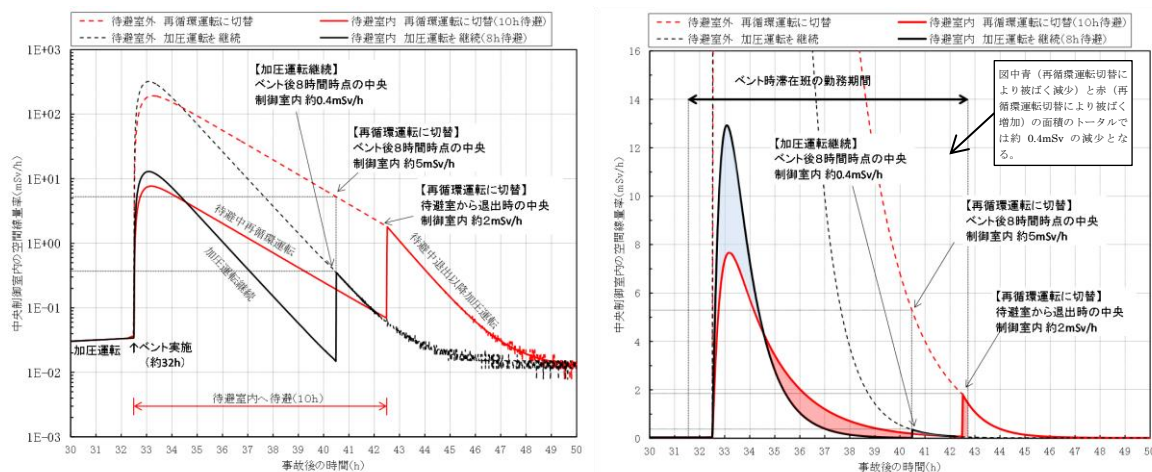 待避室外 再循環運転に切替
待避室内 再循環運転に切替(10h待避)
待避室外 加圧運転を継続
待避室内 加圧運転を継続(8h待避)
中央制御室内の空間線量率(mSv/h)
1E+03
1E+02
1E+01
1E+00
1E-01
1E-02
1E-03
【加圧運転継続】
ベント後8時間時点の中央
制御室内 約0.4mSv/h
【再循環運転に切替】
ベント後8時間時点の中央
制御室内 約5mSv/h
【再循環運転に切替】
待避室から退出時の中央
制御室内 約2mSv/h
待避中再循環運転
加圧運転継続
待避中退出以降加圧運転
加圧運転
↑ベント実施
(約32h)
待避室内へ待避(10h)
30 31 32 33 34 35 36 37 38 39 40 41 42 43 44 45 46 47 48 49 50
事故後の時間(h)
待避室外 再循環運転に切替
待避室内 再循環運転に切替(10h待避)
待避室外 加圧運転を継続
待避室内 加圧運転を継続(8h待避)
中央制御室内の空間線量率(mSv/h)
16
14
12
10
8
6
4
2
0
ベント時滞在班の勤務期間
図中青（再循環運転切替に
より被ばく減少）と赤（再
循環運転切替により被ばく
増加）の面積のトータルで
は約 0.4mSv の減少とな
る。
【加圧運転継続】
ベント後8時間時点の中央
制御室内 約0.4mSv/h
【再循環運転に切替】
ベント後8時間時点の中央
制御室内 約5mSv/h
【再循環運転に切替】
待避室から退出時の中央
制御室内 約2mSv/h
30 31 32 33 34 35 36 37 38 39 40 41 42 43 44 45 46 47 48 49 50
事故後の時間(h)